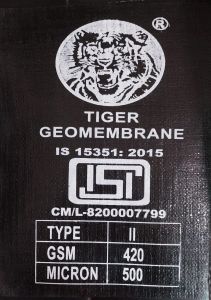 ®
TIGER
GEOMEMBRANE
IS 15351: 2015
ISI
CM/L-8200007799
TYPE II
GSM 420
MICRON 500